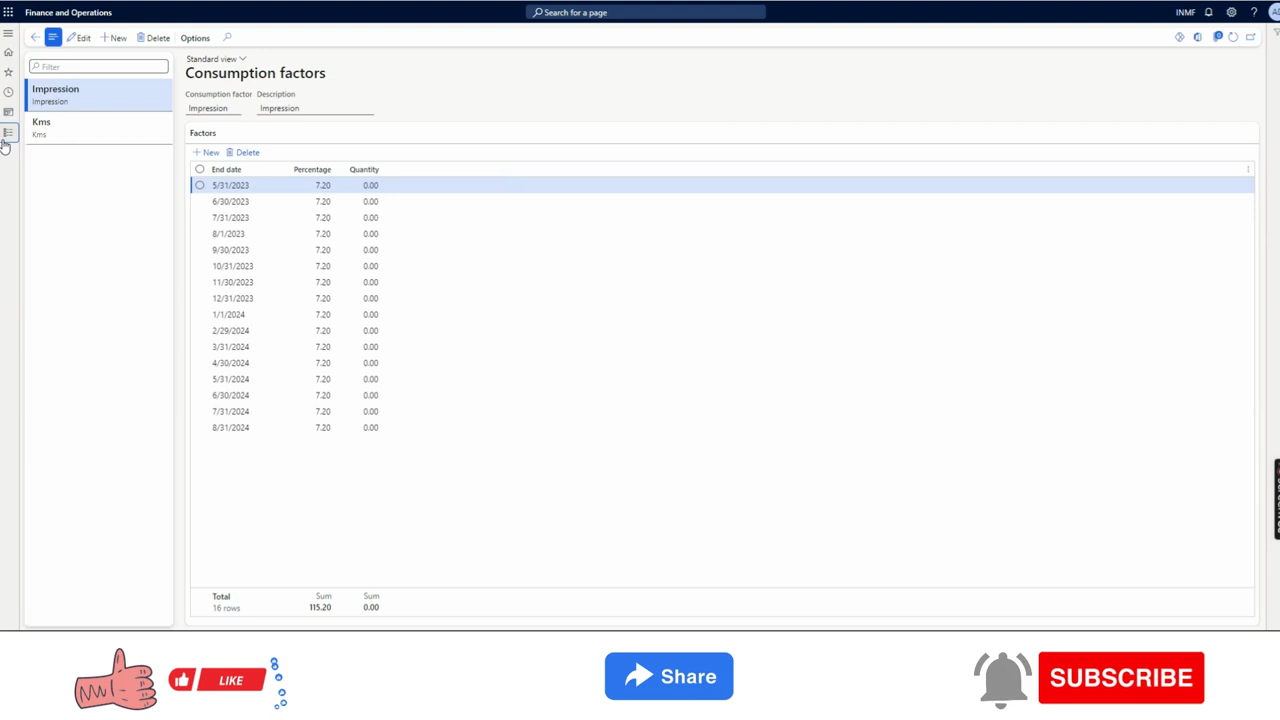 Finance and Operations
Search for a page
INMF
?
Edit
New
Delete
Options
Filter
Impression
Impression
Kms
Kms
Standard view
Consumption factors
Consumption factor
Description
Impression
Impression
Factors
New
Delete
End date Percentage Quantity
5/31/2023 7.20 0.00
6/30/2023 7.20 0.00
7/31/2023 7.20 0.00
8/1/2023 7.20 0.00
9/30/2023 7.20 0.00
10/31/2023 7.20 0.00
11/30/2023 7.20 0.00
12/31/2023 7.20 0.00
1/1/2024 7.20 0.00
2/29/2024 7.20 0.00
3/31/2024 7.20 0.00
4/30/2024 7.20 0.00
5/31/2024 7.20 0.00
6/30/2024 7.20 0.00
7/31/2024 7.20 0.00
8/31/2024 7.20 0.00
Total Sum Sum
16 rows 115.20 0.00
LIKE
Share
SUBSCRIBE